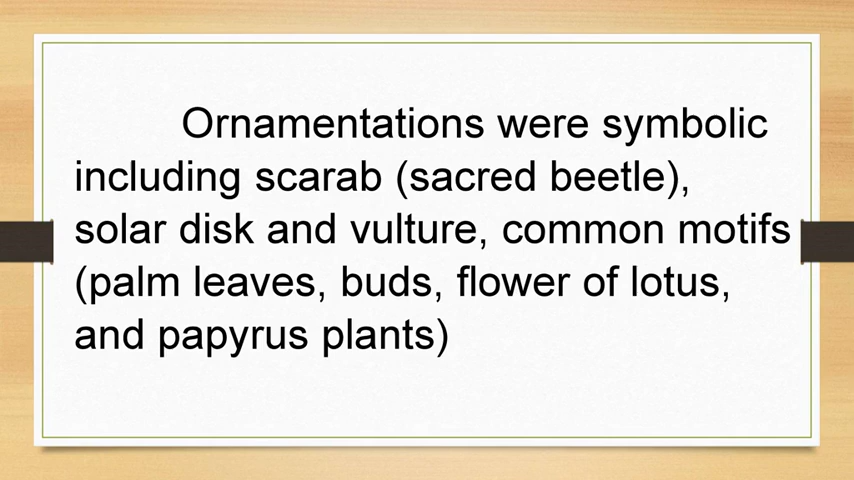 Ornamentations were symbolic
including scarab (sacred beetle),
solar disk and vulture, common motifs
(palm leaves, buds, flower of lotus,
and papyrus plants)